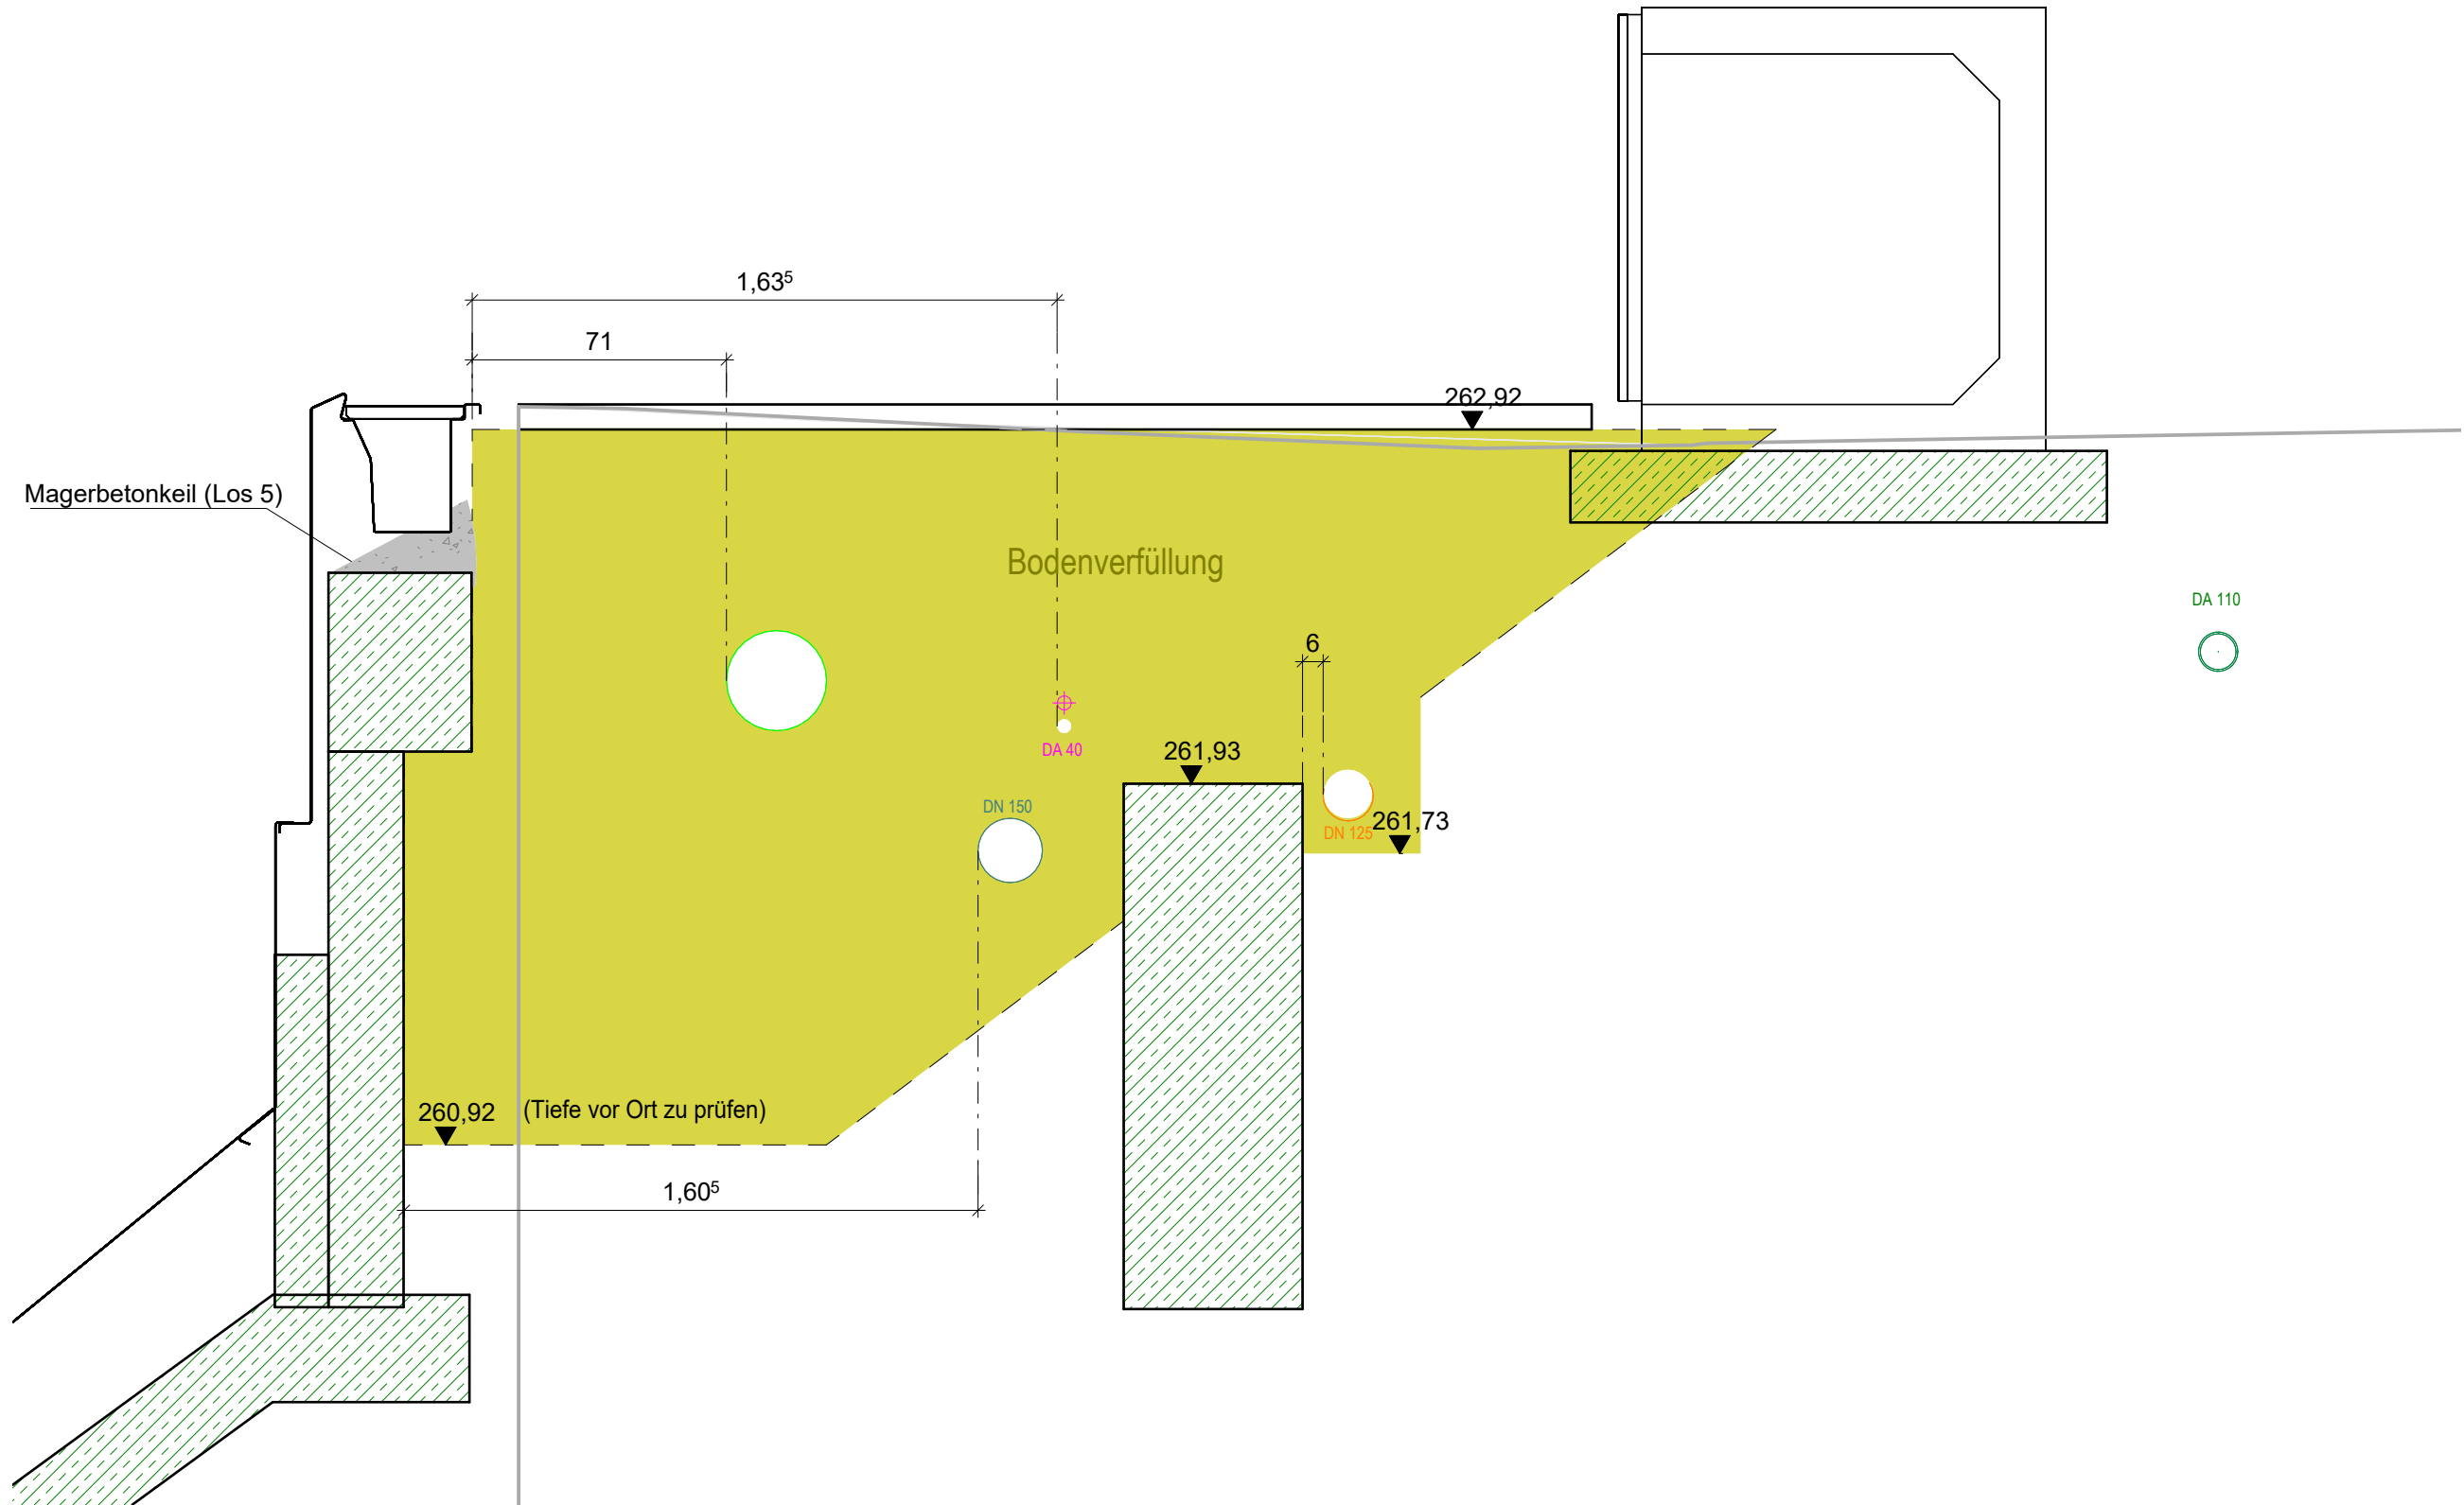 1,63⁵
71
262,92
Magerbetonkeil (Los 5)
Bodenverfüllung
DA 110
6
DA 40
261,93
DN 150
261,73
DN 125
260,92 (Tiefe vor Ort zu prüfen)
1,60⁵